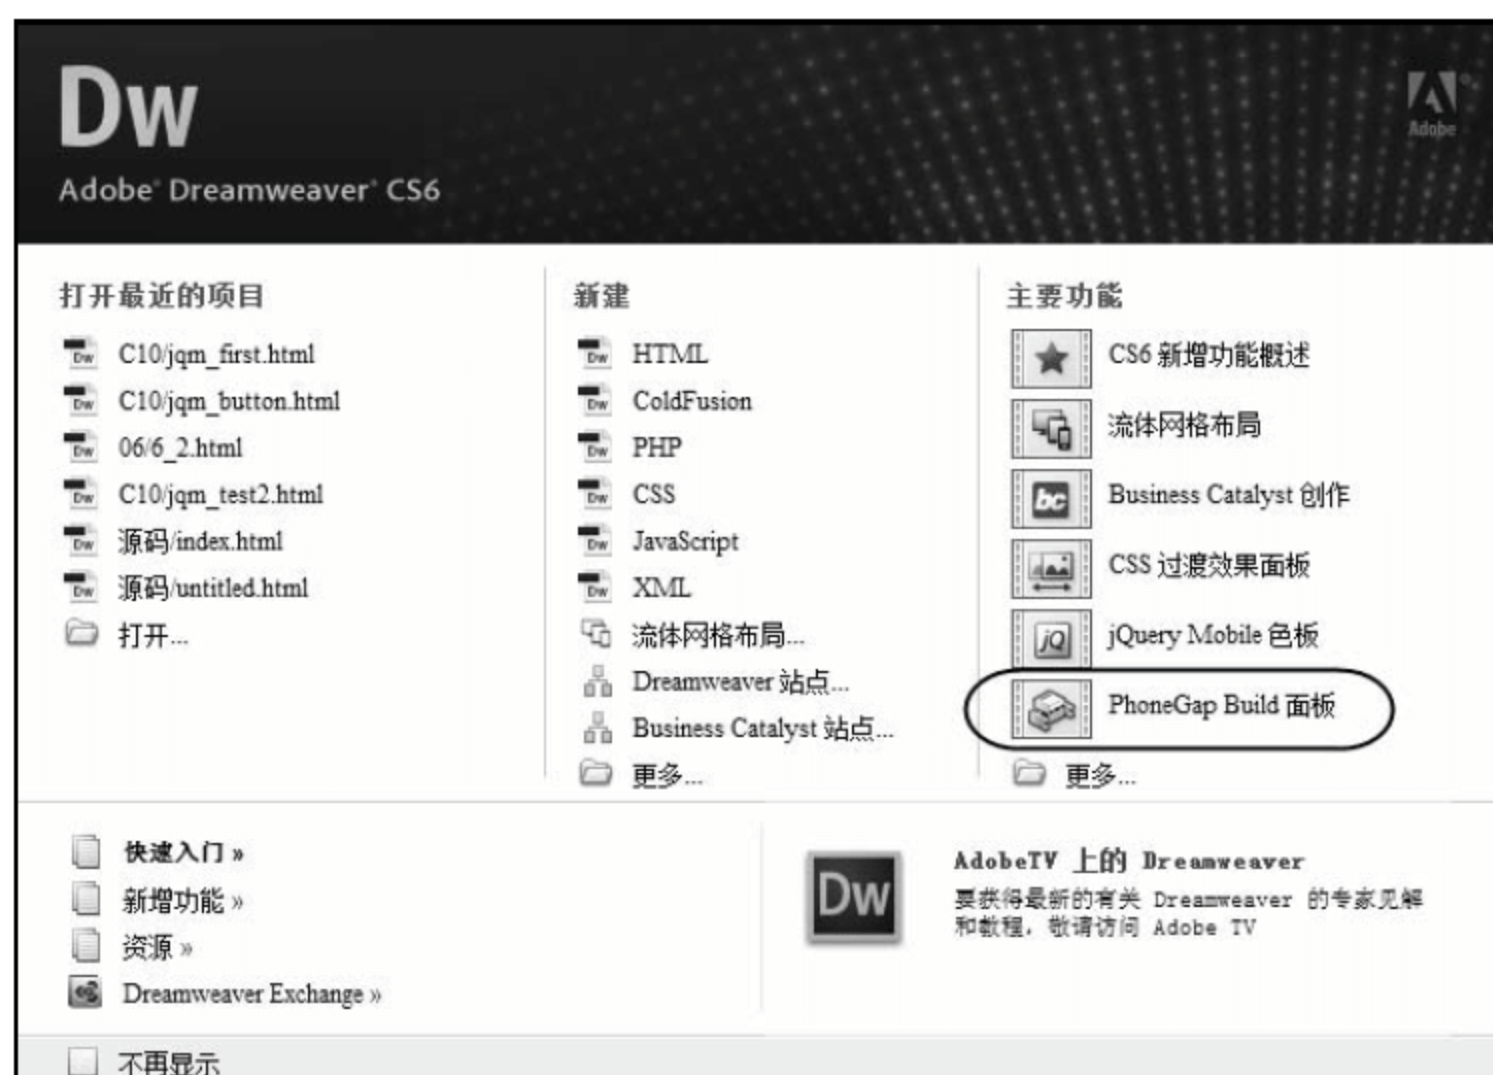 Dw
Adobe
Adobe® Dreamweaver® CS6
打开最近的项目
C10/jqm_first.html
C10/jqm_button.html
06/6_2.html
C10/jqm_test2.html
源码/index.html
源码/untitled.html
打开...
新建
HTML
ColdFusion
PHP
CSS
JavaScript
XML
流体网格布局...
Dreamweaver 站点...
Business Catalyst 站点...
更多...
主要功能
CS6 新增功能概述
流体网格布局
bc
Business Catalyst 创作
CSS 过渡效果面板
jQ
jQuery Mobile 色板
PhoneGap Build 面板
更多...
快速入门 »
新增功能 »
资源 »
Dreamweaver Exchange »
Dw
AdobeTV 上的 Dreamweaver
要获得最新的有关 Dreamweaver 的专家见解
和教程，敬请访问 Adobe TV
不再显示